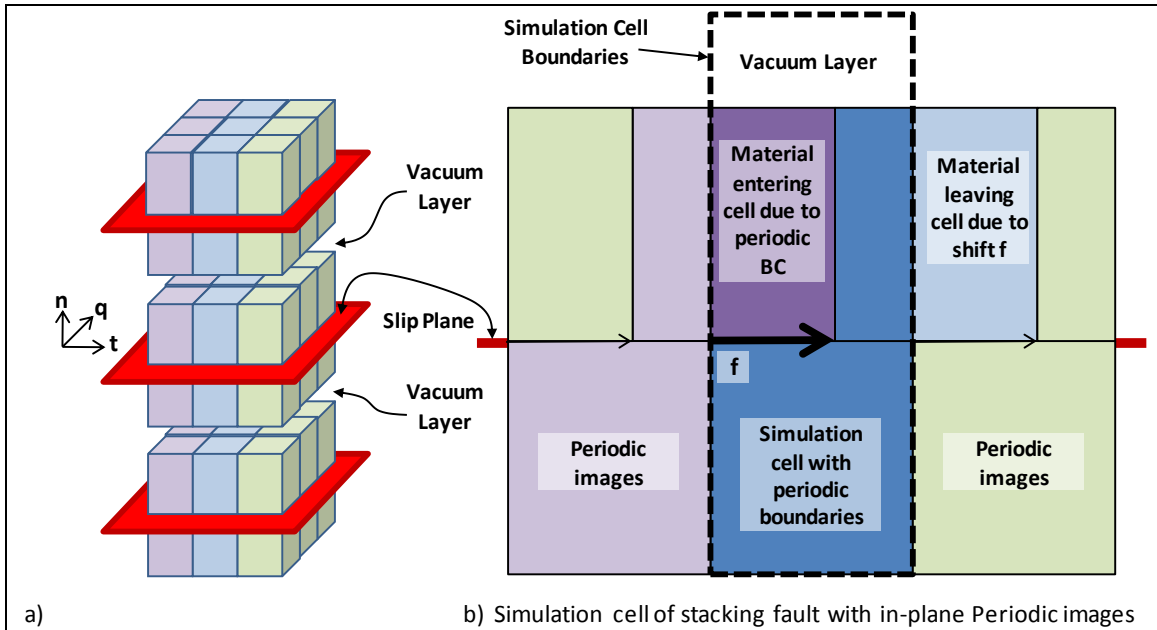 Simulation Cell
Boundaries
Vacuum Layer
Vacuum
Layer
n
q
t
Slip Plane
Vacuum
Layer
Material
entering
cell due to
periodic
BC
Material
leaving
cell due to
shift f
f
Periodic
images
Simulation
cell with
periodic
boundaries
Periodic
images
a)
b) Simulation cell of stacking fault with in-plane Periodic images